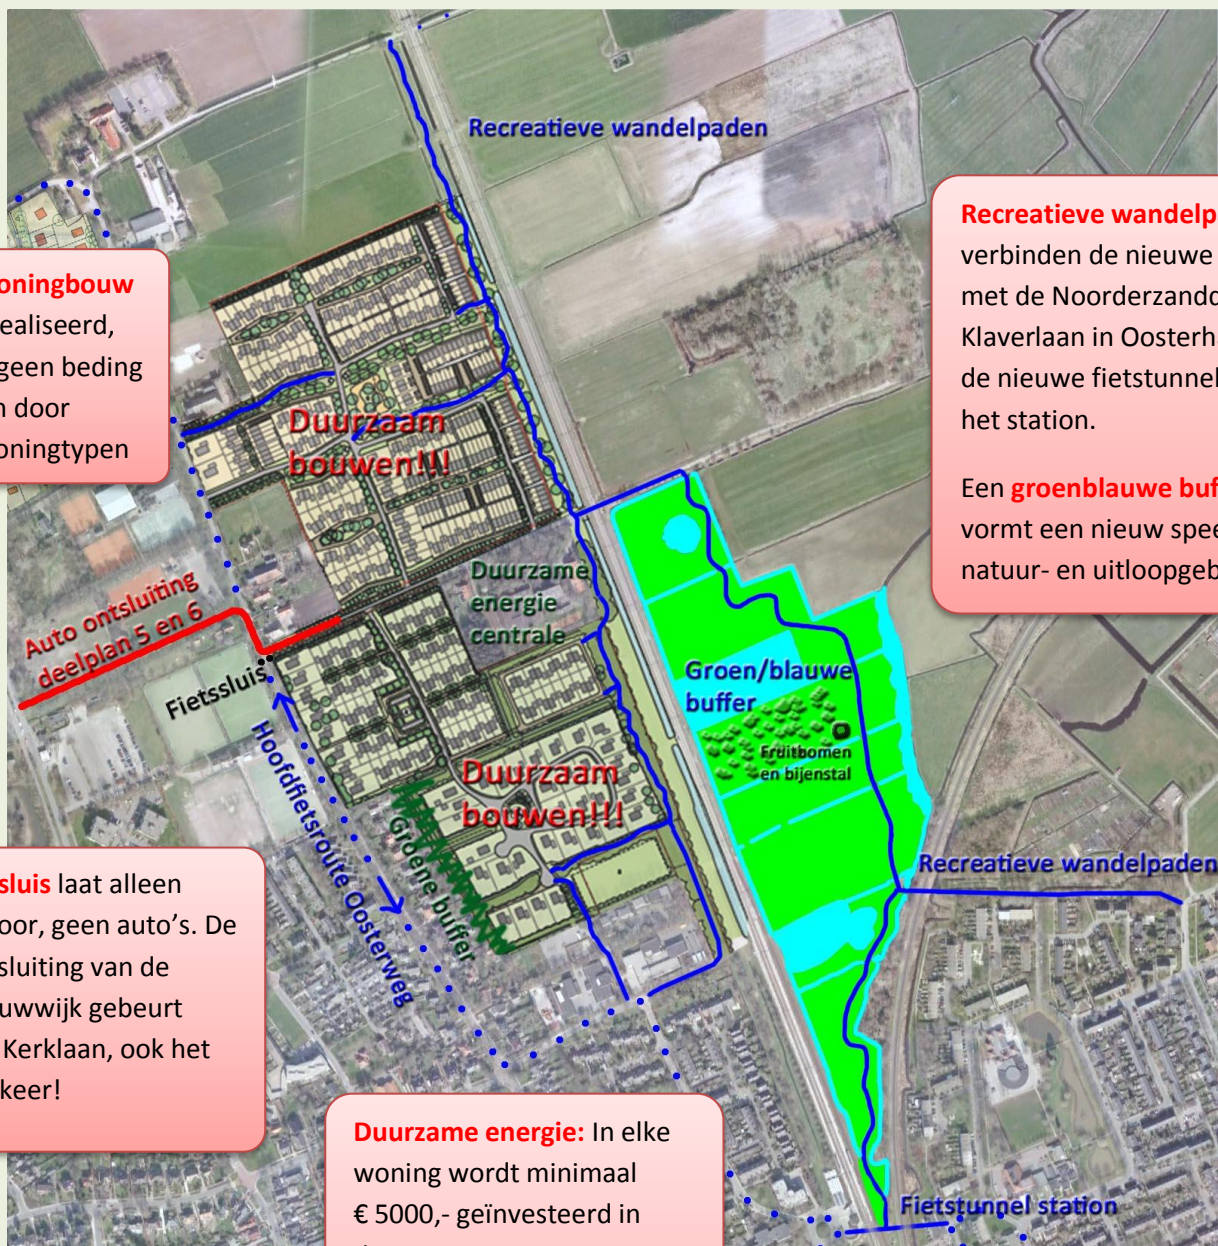 Recreatieve wandelpaden
Recreatieve wandelp
verbinden de nieuwe
met de Noorderzandd
Klaverlaan in Oosterha
de nieuwe fietstunnel
het station.
Een groenblauwe buf
vormt een nieuw spee
natuur- en uitloopgeb
oningbouw
ealiseerd,
geen beding
n door
oningtypen
Duurzaam
bouwen!!!
Duurzame
energie
centrale
Auto ontsluiting
deelplan 5 en 6
Fietssluis
Groen/blauwe
buffer
Fruitbomen
en bijenstal
Hoofdfietsroute Oosterweg
Duurzaam
bouwen!!!
Groene buffer
Recreatieve wandelpaden
sluis laat alleen
oor, geen auto's. De
sluiting van de
uwwijk gebeurt
Kerklaan, ook het
keer!
Duurzame energie: In elke
woning wordt minimaal
€ 5000,- geïnvesteerd in
Fietstunnel station